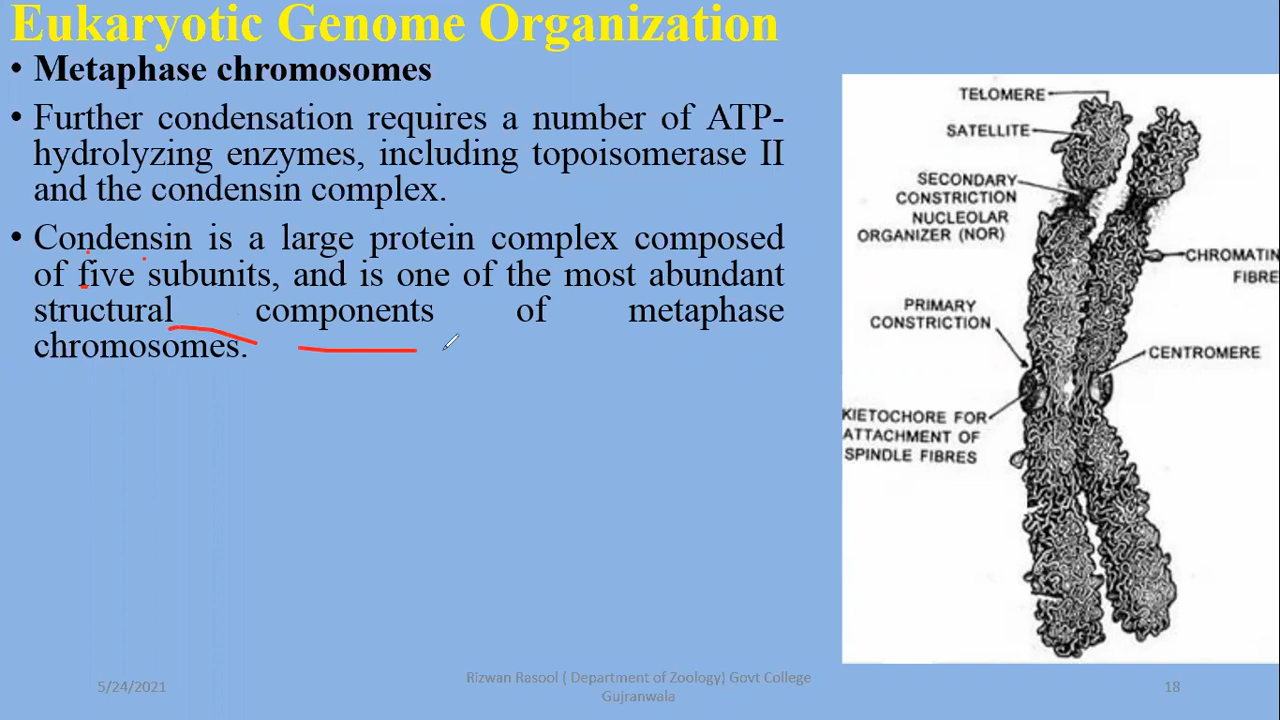 Eukaryotic Genome Organization
• Metaphase chromosomes
• Further condensation requires a number of ATP-
hydrolyzing enzymes, including topoisomerase II
and the condensin complex.
• Condensin is a large protein complex composed
of five subunits, and is one of the most abundant
structural components of metaphase
chromosomes.
TELOMERE
SATELLITE
SECONDARY
CONSTRICTION
NUCLEOLAR
ORGANIZER (NOR)
CHROMATIN
FIBRE
PRIMARY
CONSTRICTION
CENTROMERE
KIETOCHORE FOR
ATTACHMENT OF
SPINDLE FIBRES
5/24/2021
Rizwan Rasool ( Department of Zoology) Govt College
Gujranwala
18